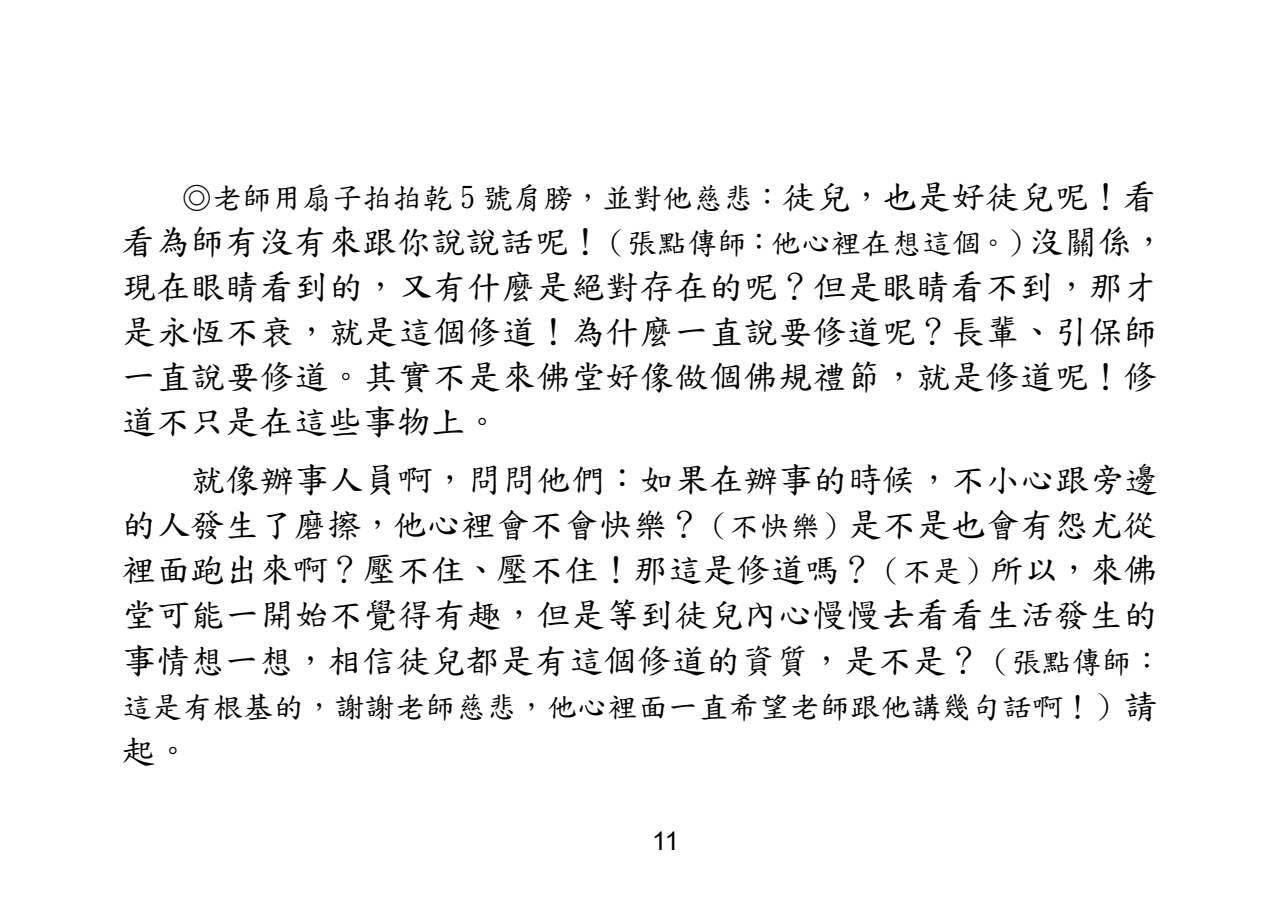 ◎老師用扇子拍拍乾5號肩膀，並對他慈悲：徒兒，也是好徒兒呢！看
看為師有沒有來跟你說說話呢！（張點傳師：他心裡在想這個。）沒關係，
現在眼睛看到的，又有什麼是絕對存在的呢？但是眼睛看不到，那才
是永恆不衰，就是這個修道！為什麼一直說要修道呢？長輩、引保師
一直說要修道。其實不是來佛堂好像做個佛規禮節，就是修道呢！修
道不只是在這些事物上。
就像辦事人員啊，問問他們：如果在辦事的時候，不小心跟旁邊
的人發生了磨擦，他心裡會不會快樂？（不快樂）是不是也會有怨尤從
裡面跑出來啊？壓不住、壓不住！那這是修道嗎？（不是）所以，來佛
堂可能一開始不覺得有趣，但是等到徒兒內心慢慢去看看生活發生的
事情想一想，相信徒兒都是有這個修道的資質，是不是？（張點傳師：
這是有根基的，謝謝老師慈悲，他心裡面一直希望老師跟他講幾句話啊！）請
起。
11